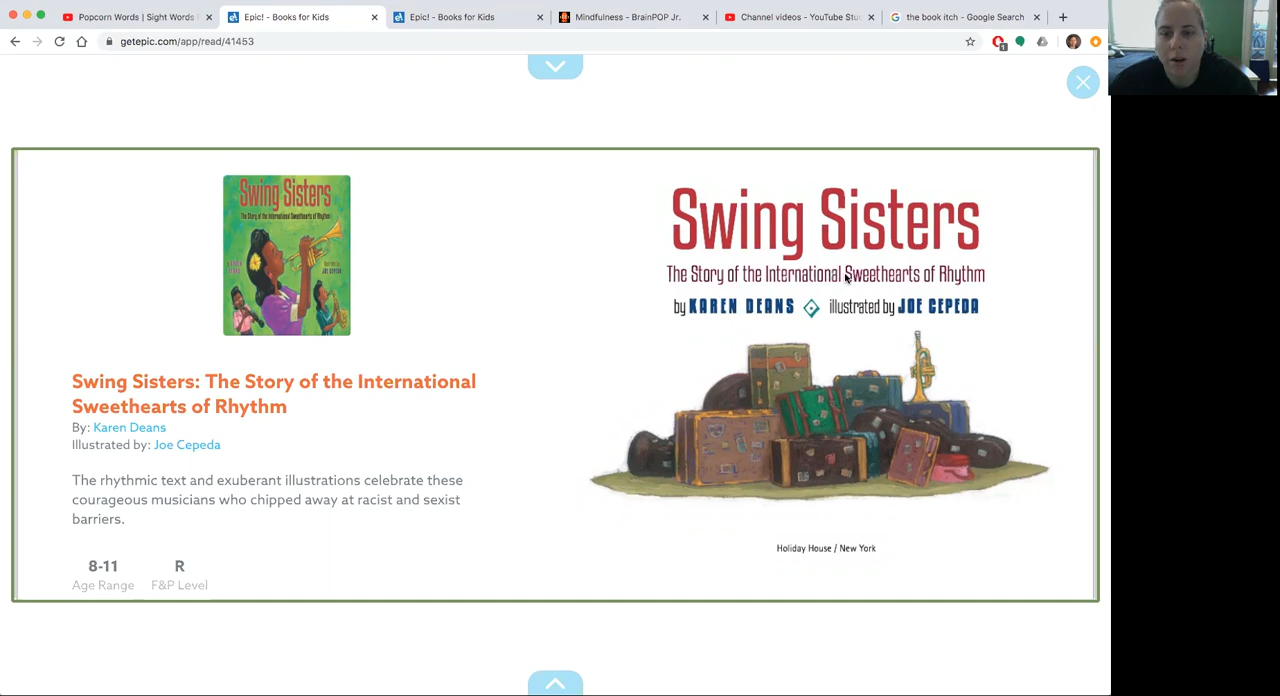 Popcorn Words | Sight Words
Epic! - Books for Kids
Epic! - Books for Kids
Mindfulness - BrainPOP Jr.
Channel videos - YouTube Stu
the book itch - Google Search
getepic.com/app/read/41453
1
Swing Sisters
The Story of the International Sweethearts of Rhythm
KAREN DEANS
JOE CEPEDA
Swing Sisters: The Story of the International
Sweethearts of Rhythm
By: Karen Deans
Illustrated by: Joe Cepeda
The rhythmic text and exuberant illustrations celebrate these
courageous musicians who chipped away at racist and sexist
barriers.
8-11 R
Age Range F&P Level
Swing Sisters
The Story of the International Sweethearts of Rhythm
by KAREN DEANS illustrated by JOE CEPEDA
Holiday House / New York